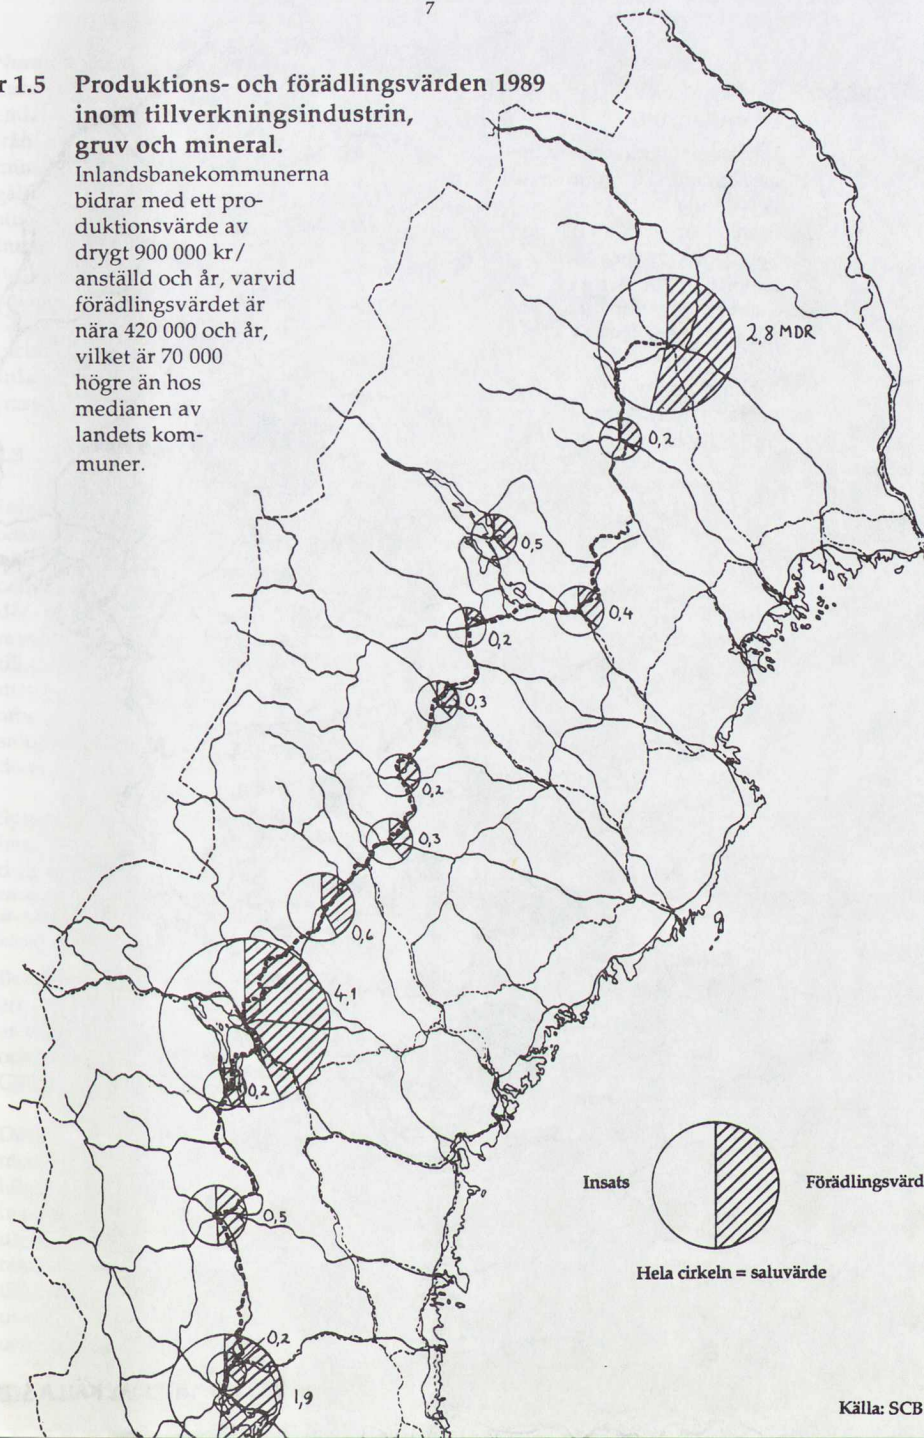 7
r 1.5 Produktions- och förädlingsvärden 1989
inom tillverkningsindustrin,
gruv och mineral.
Inlandsbanekommunerna
bidrar med ett pro-
duktionsvärde av
drygt 900 000 kr/
anställd och år, varvid
förädlingsvärdet är
nära 420 000 och år,
vilket är 70 000
högre än hos
medianen av
landets kom-
muner.
2,8 MDR
0,2
0,5
0,4
0,2
0,3
0,2
0,3
0,6
4,1
0,2
0,5
0,2
1,9
Insats
Förädlingsvärd
Hela cirkeln = saluvärde
Källa: SCB